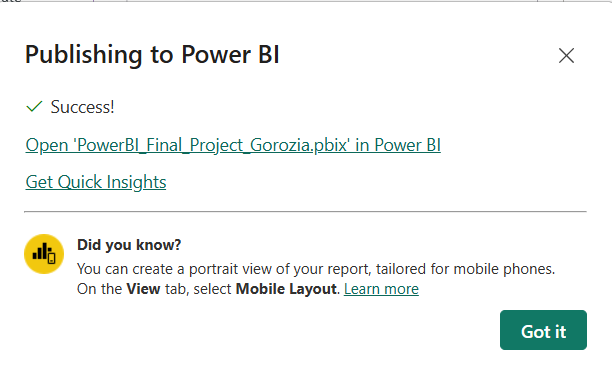 Publishing to Power BI
Success!
Open 'PowerBI_Final_Project_Gorozia.pbix' in Power BI
Get Quick Insights
Did you know?
You can create a portrait view of your report, tailored for mobile phones.
On the View tab, select Mobile Layout. Learn more
Got it